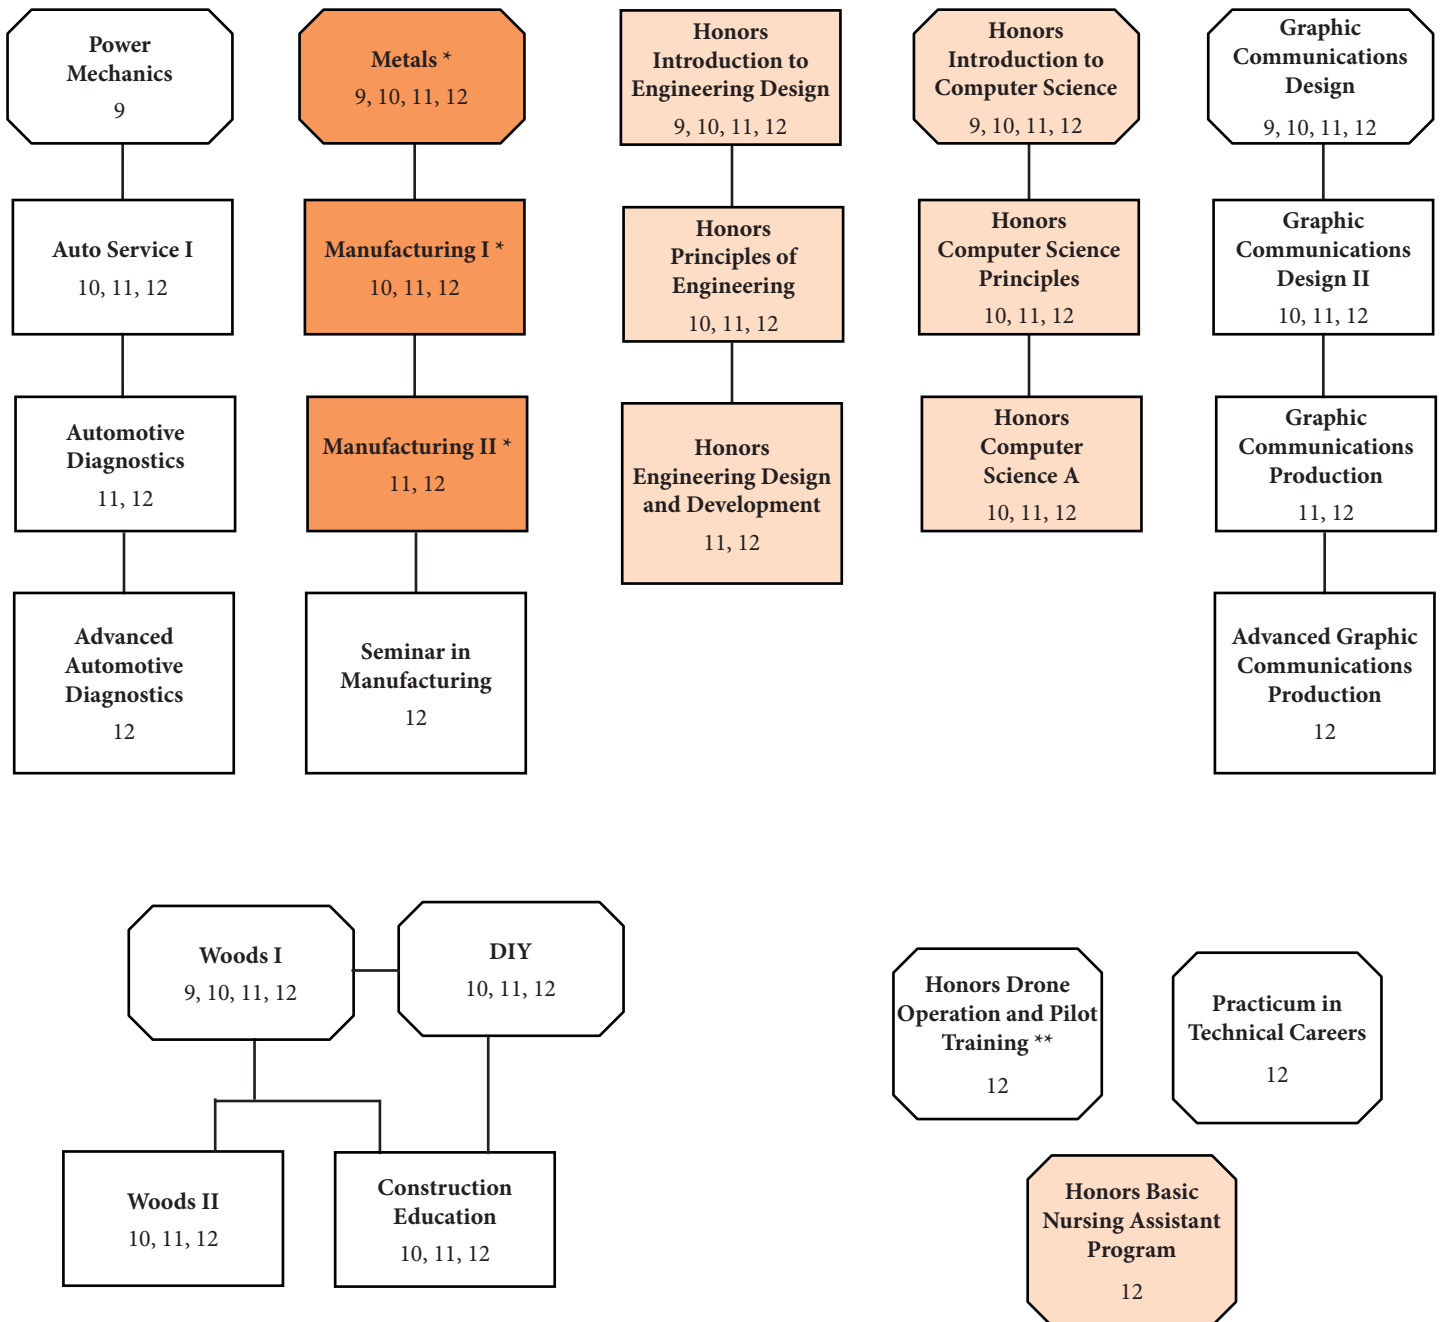 Power
Mechanics
9
Metals *
9, 10, 11, 12
Honors
Introduction to
Engineering Design
9, 10, 11, 12
Honors
Introduction to
Computer Science
9, 10, 11, 12
Graphic
Communications
Design
9, 10, 11, 12
Auto Service I
10, 11, 12
Manufacturing I *
10, 11, 12
Honors
Principles of
Engineering
10, 11, 12
Honors
Computer Science
Principles
10, 11, 12
Graphic
Communications
Design II
10, 11, 12
Automotive
Diagnostics
11, 12
Manufacturing II *
11, 12
Honors
Engineering Design
and Development
11, 12
Honors
Computer
Science A
10, 11, 12
Graphic
Communications
Production
11, 12
Advanced
Automotive
Diagnostics
12
Seminar in
Manufacturing
12
Advanced Graphic
Communications
Production
12
Woods I
9, 10, 11, 12
DIY
10, 11, 12
Honors Drone
Operation and Pilot
Training **
12
Practicum in
Technical Careers
12
Woods II
10, 11, 12
Construction
Education
10, 11, 12
Honors Basic
Nursing Assistant
Program
12